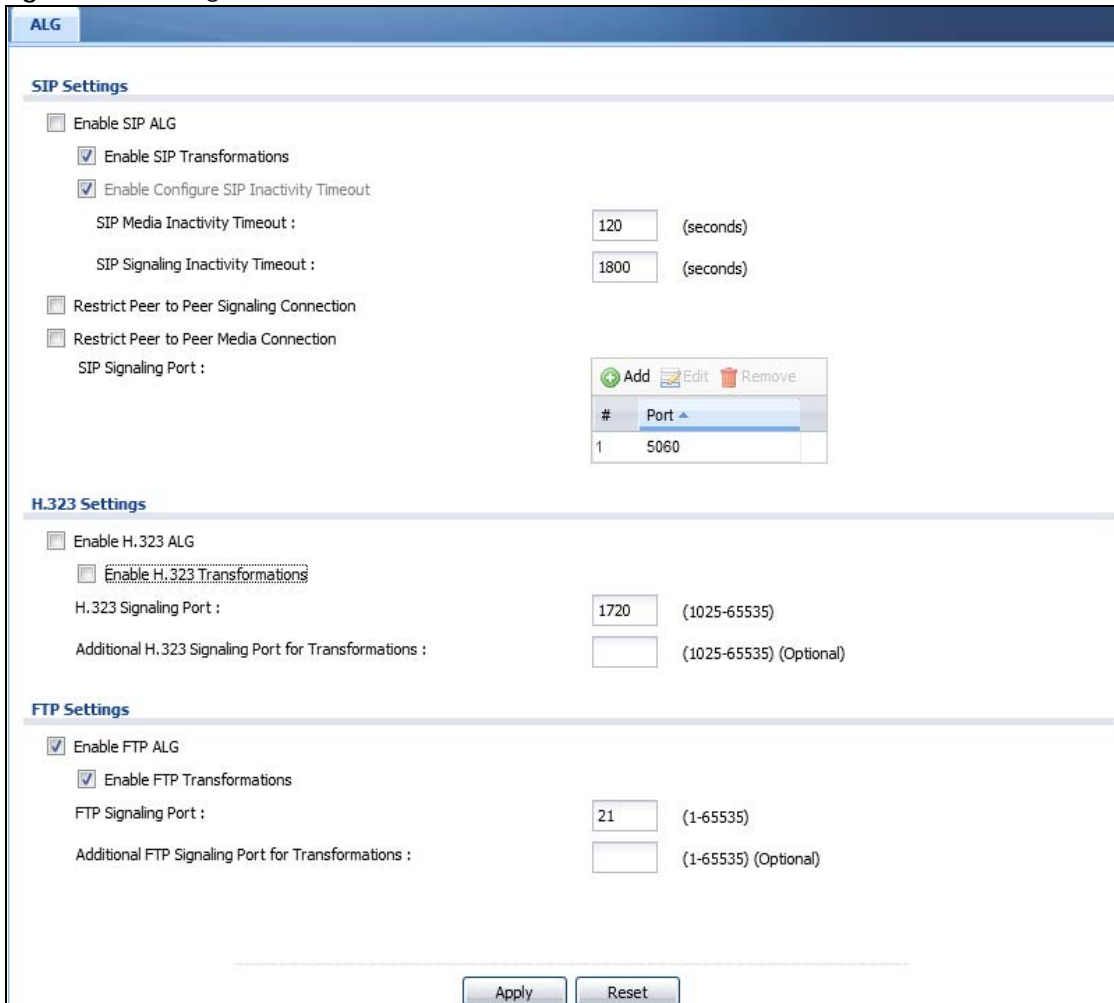 ALG
SIP Settings
Enable SIP ALG
Enable SIP Transformations
Enable Configure SIP Inactivity Timeout
SIP Media Inactivity Timeout : 120 (seconds)
SIP Signaling Inactivity Timeout : 1800 (seconds)
Restrict Peer to Peer Signaling Connection
Restrict Peer to Peer Media Connection
SIP Signaling Port :
Add Edit Remove
# Port
1 5060
H.323 Settings
Enable H.323 ALG
Enable H.323 Transformations
H.323 Signaling Port : 1720 (1025-65535)
Additional H.323 Signaling Port for Transformations : (1025-65535) (Optional)
FTP Settings
Enable FTP ALG
Enable FTP Transformations
FTP Signaling Port : 21 (1-65535)
Additional FTP Signaling Port for Transformations : (1-65535) (Optional)
Apply Reset